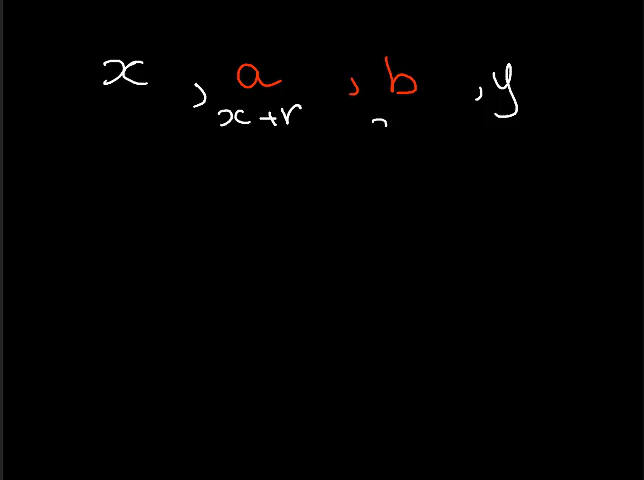 x , a , b , y
x+r